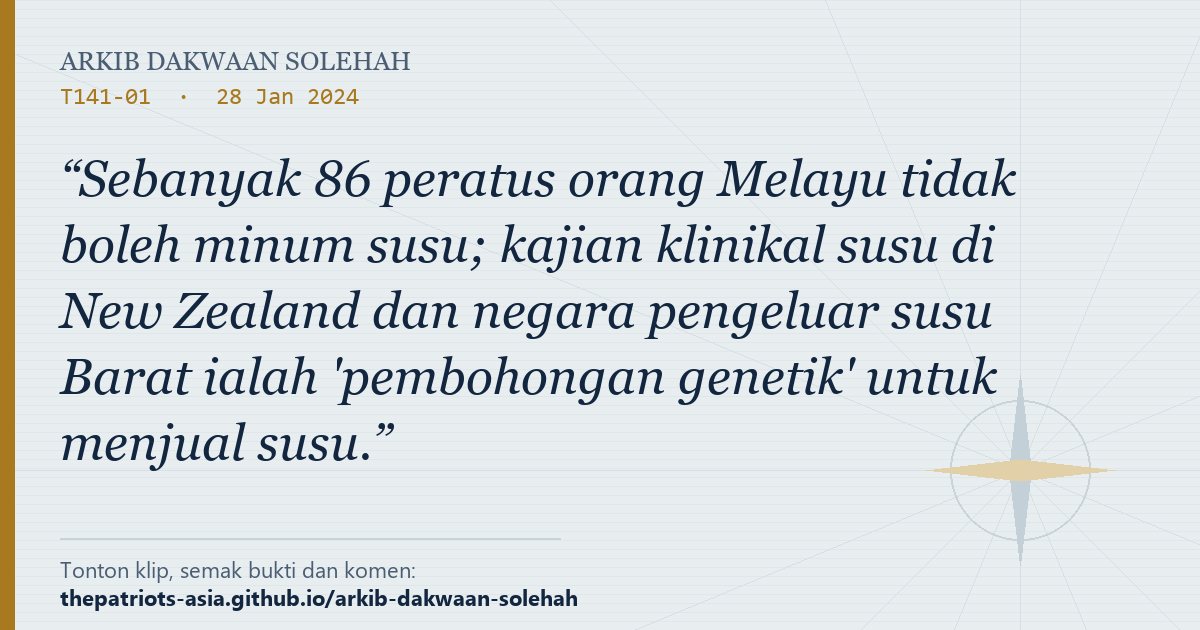 ARKIB DAKWAAN SOLEHAH
T141-01 · 28 Jan 2024
“Sebanyak 86 peratus orang Melayu tidak
boleh minum susu; kajian klinikal susu di
New Zealand dan negara pengeluar susu
Barat ialah 'pembohongan genetik' untuk
menjual susu.”
Tonton klip, semak bukti dan komen:
thepatriots-asia.github.io/arkib-dakwaan-solehah